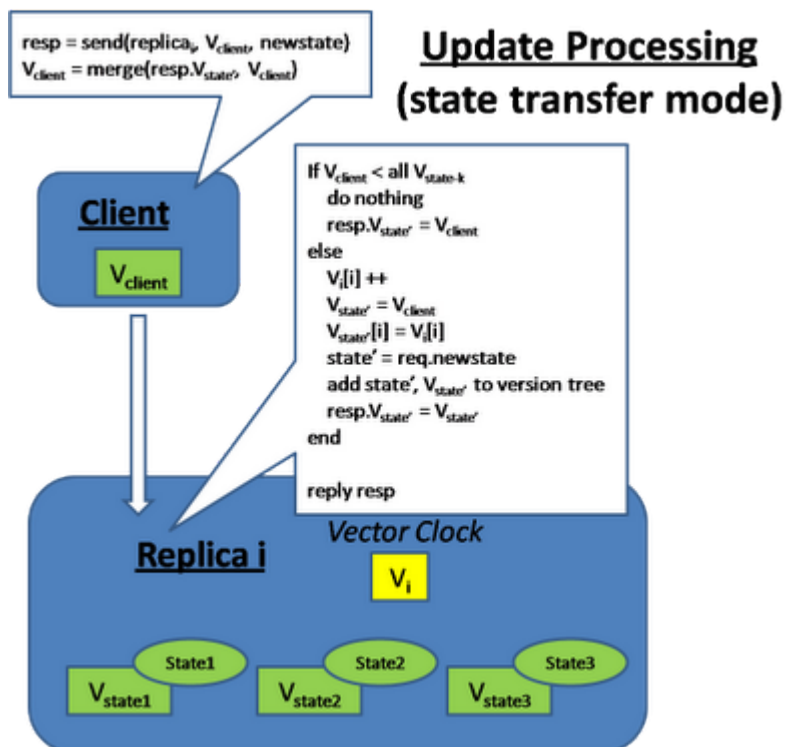 resp = send(replicaᵢ, V_client, newstate)
V_client = merge(resp.V_state', V_client)
Update Processing
(state transfer mode)
If V_client < all V_state-k
do nothing
resp.V_state' = V_client
else
Vᵢ[i] ++
V_state' = V_client
V_state'[i] = Vᵢ[i]
state' = req.newstate
add state', V_state' to version tree
resp.V_state' = V_state'
end
reply resp
Client
V_client
Vector Clock
Replica i
Vᵢ
State1
State2
State3
V_state1
V_state2
V_state3